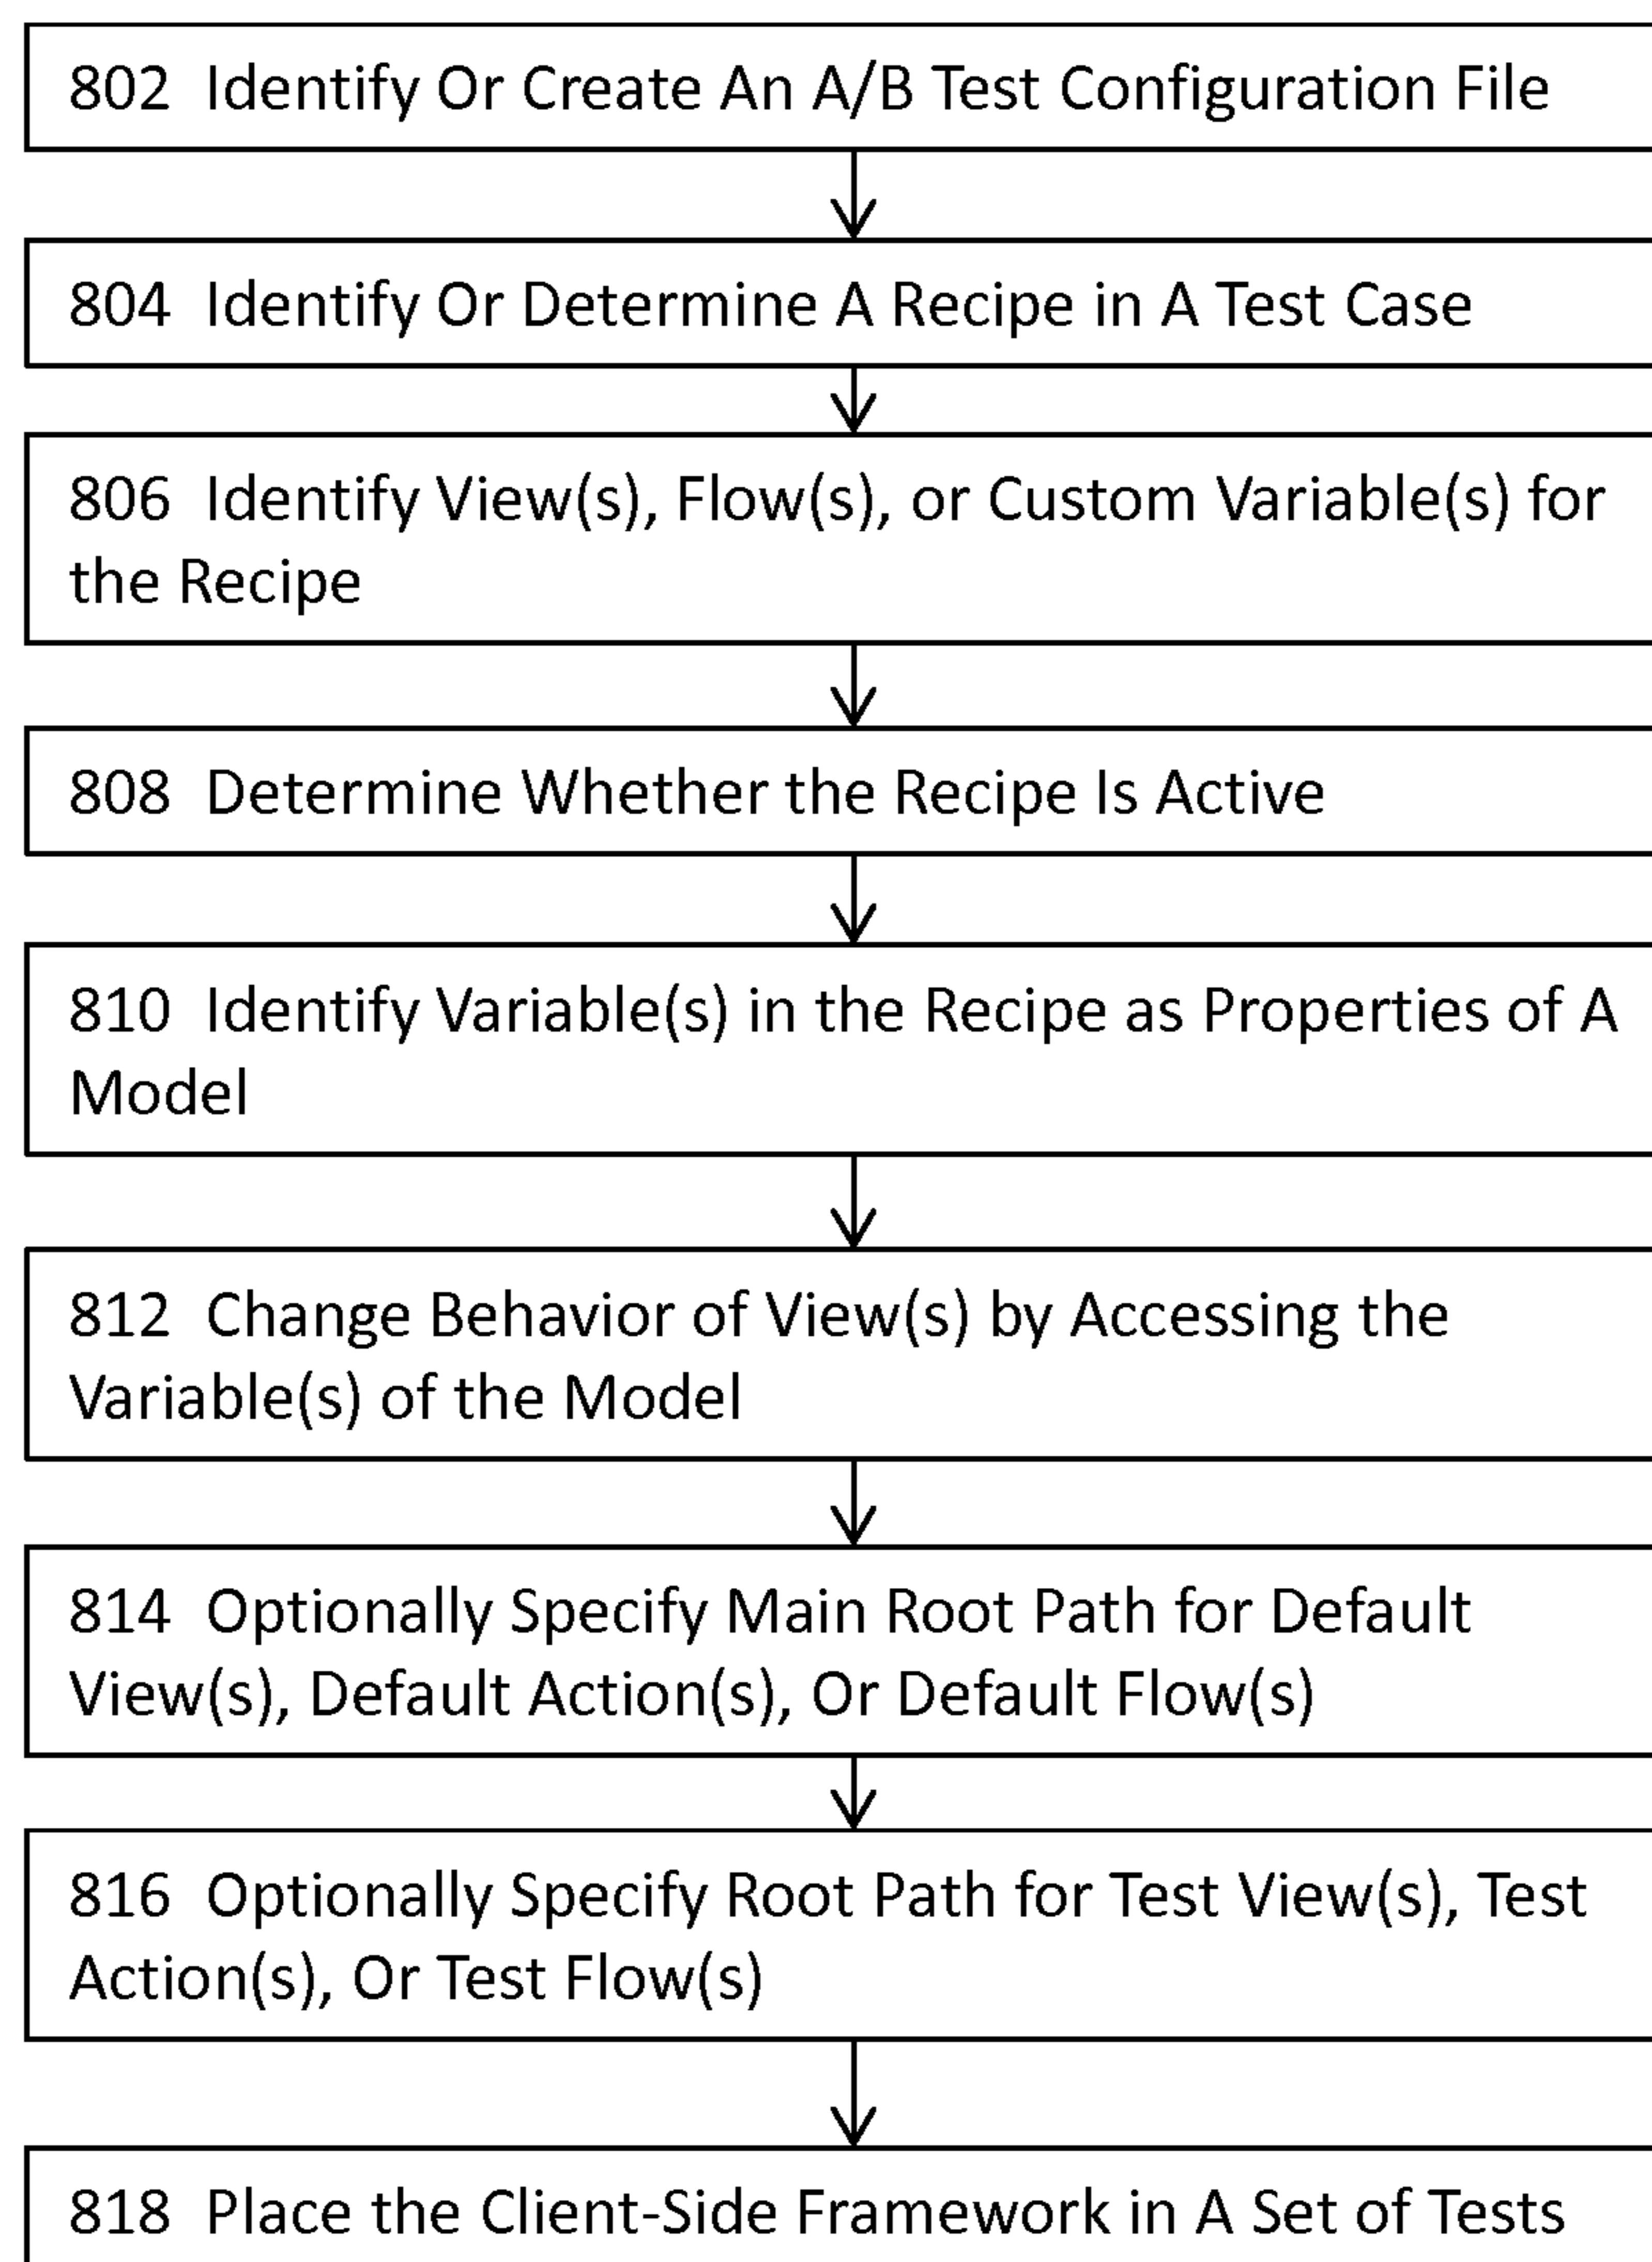 802 Identify Or Create An A/B Test Configuration File
804 Identify Or Determine A Recipe in A Test Case
806 Identify View(s), Flow(s), or Custom Variable(s) for
the Recipe
808 Determine Whether the Recipe Is Active
810 Identify Variable(s) in the Recipe as Properties of A
Model
812 Change Behavior of View(s) by Accessing the
Variable(s) of the Model
814 Optionally Specify Main Root Path for Default
View(s), Default Action(s), Or Default Flow(s)
816 Optionally Specify Root Path for Test View(s), Test
Action(s), Or Test Flow(s)
818 Place the Client-Side Framework in A Set of Tests